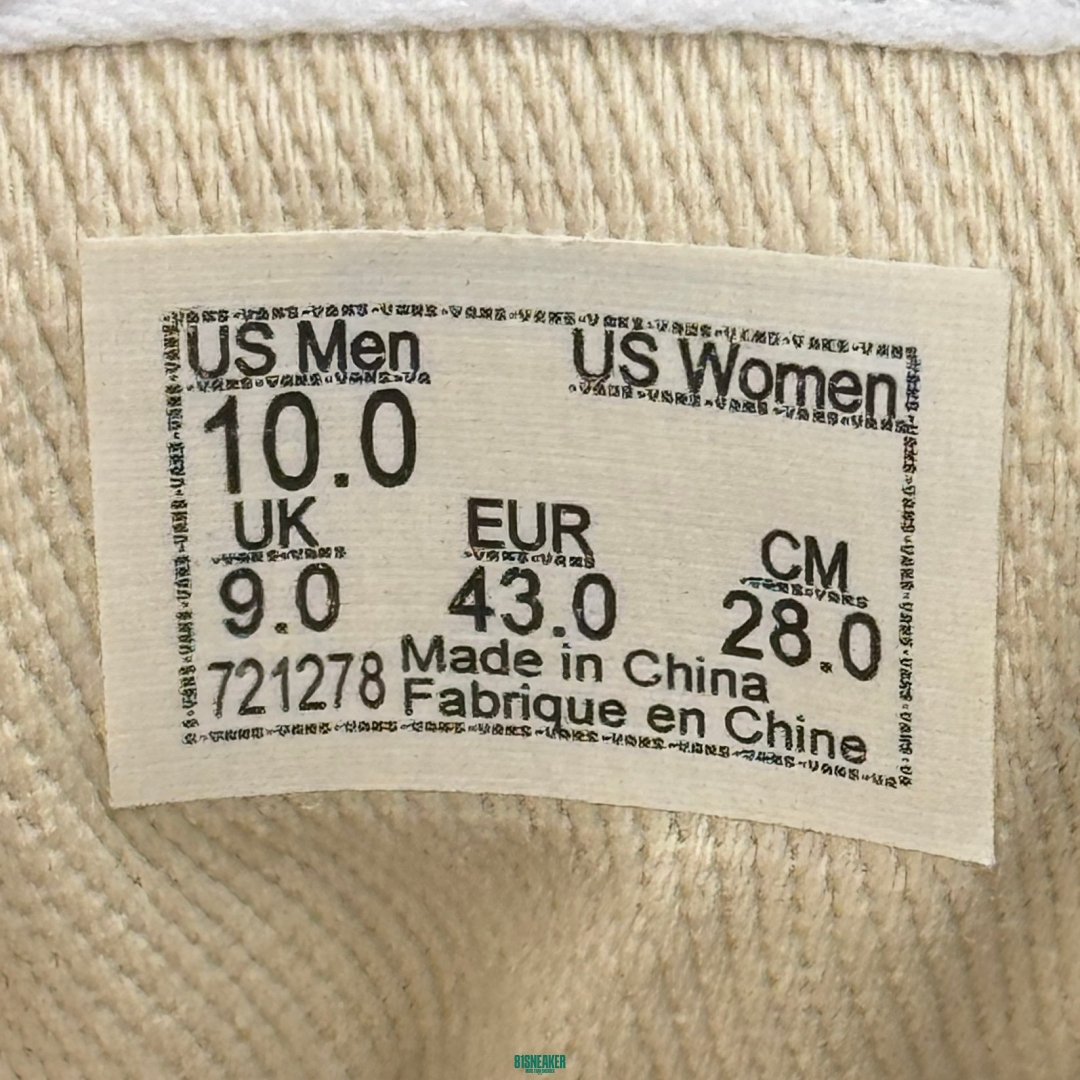 US Men US Women
10.0
UK EUR CM
9.0 43.0 28.0
721278 Made in China
Fabrique en Chine
81SNEAKER